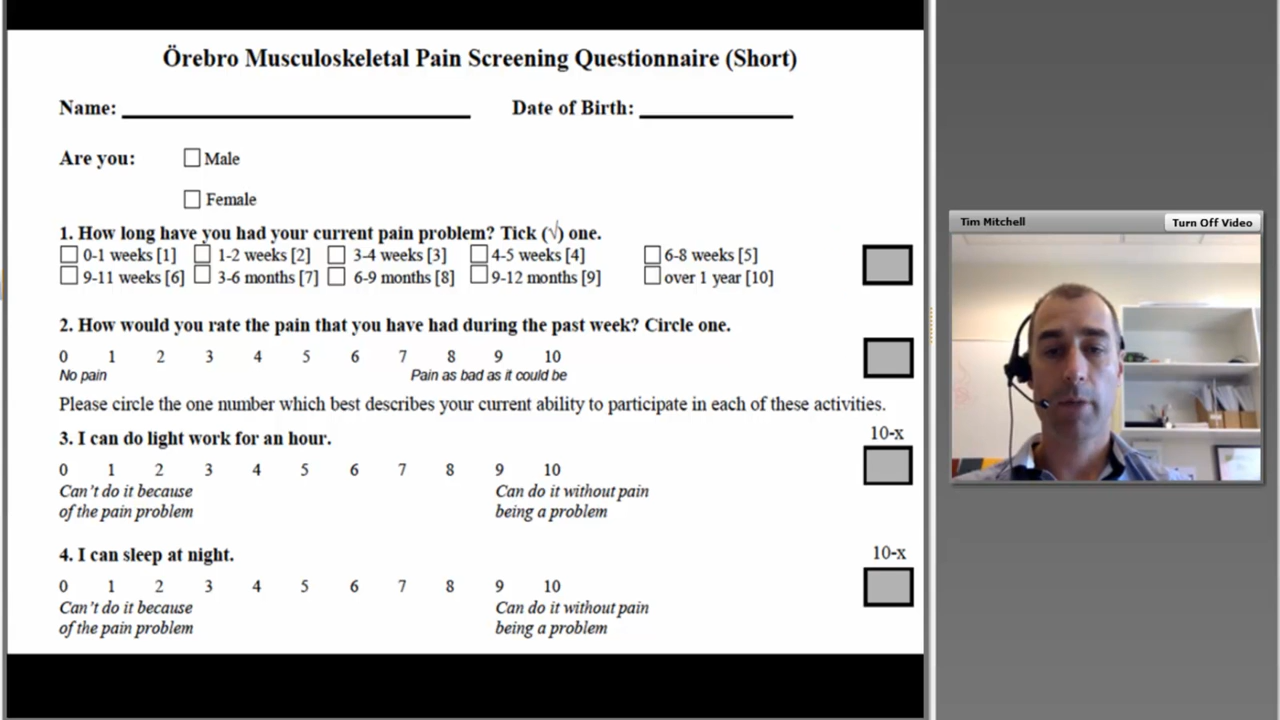 Örebro Musculoskeletal Pain Screening Questionnaire (Short)
Name: Date of Birth:
Are you: Male
Female
1. How long have you had your current pain problem? Tick (√) one.
0-1 weeks [1] 1-2 weeks [2] 3-4 weeks [3] 4-5 weeks [4] 6-8 weeks [5]
9-11 weeks [6] 3-6 months [7] 6-9 months [8] 9-12 months [9] over 1 year [10]
2. How would you rate the pain that you have had during the past week? Circle one.
0 1 2 3 4 5 6 7 8 9 10
No pain Pain as bad as it could be
Please circle the one number which best describes your current ability to participate in each of these activities.
3. I can do light work for an hour. 10-x
0 1 2 3 4 5 6 7 8 9 10
Can't do it because Can do it without pain
of the pain problem being a problem
4. I can sleep at night. 10-x
0 1 2 3 4 5 6 7 8 9 10
Can't do it because Can do it without pain
of the pain problem being a problem
Tim Mitchell Turn Off Video